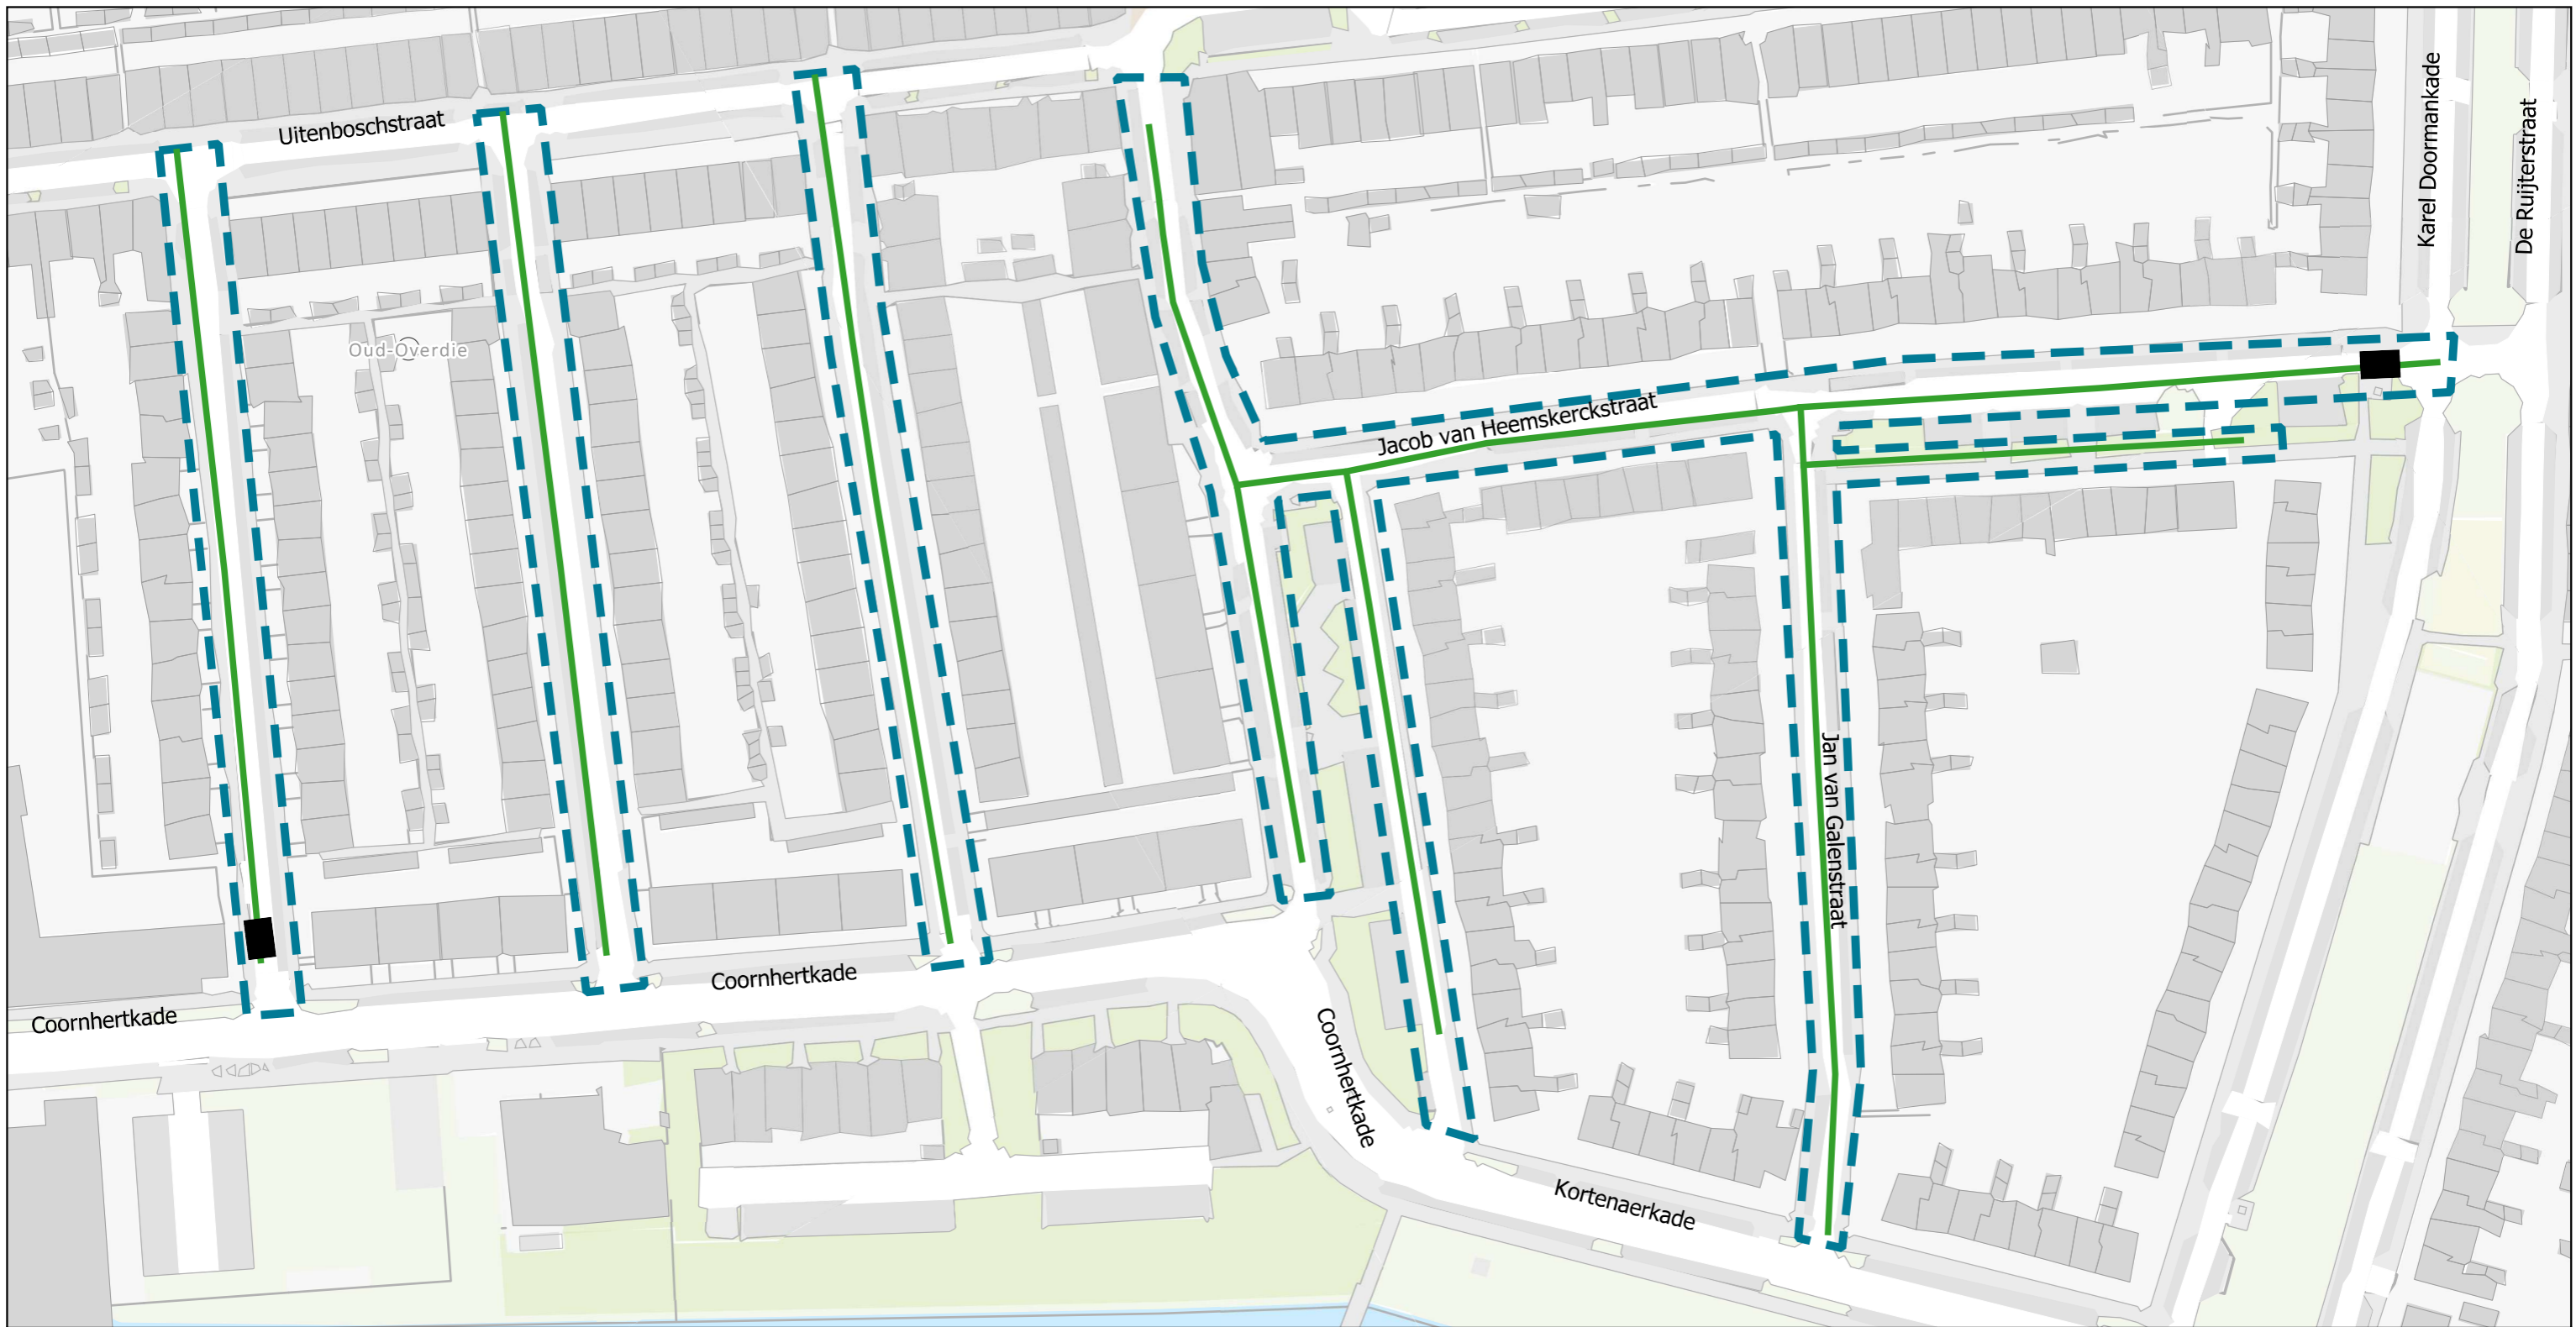 Uitenboschstraat
Karel Doormankade
De Ruijterstraat
Oud-Overdie
Jacob van Heemskerckstraat
Jan van Galenstraat
Coornhertkade
Coornhertkade
Coornhertkade
Kortenaerkade